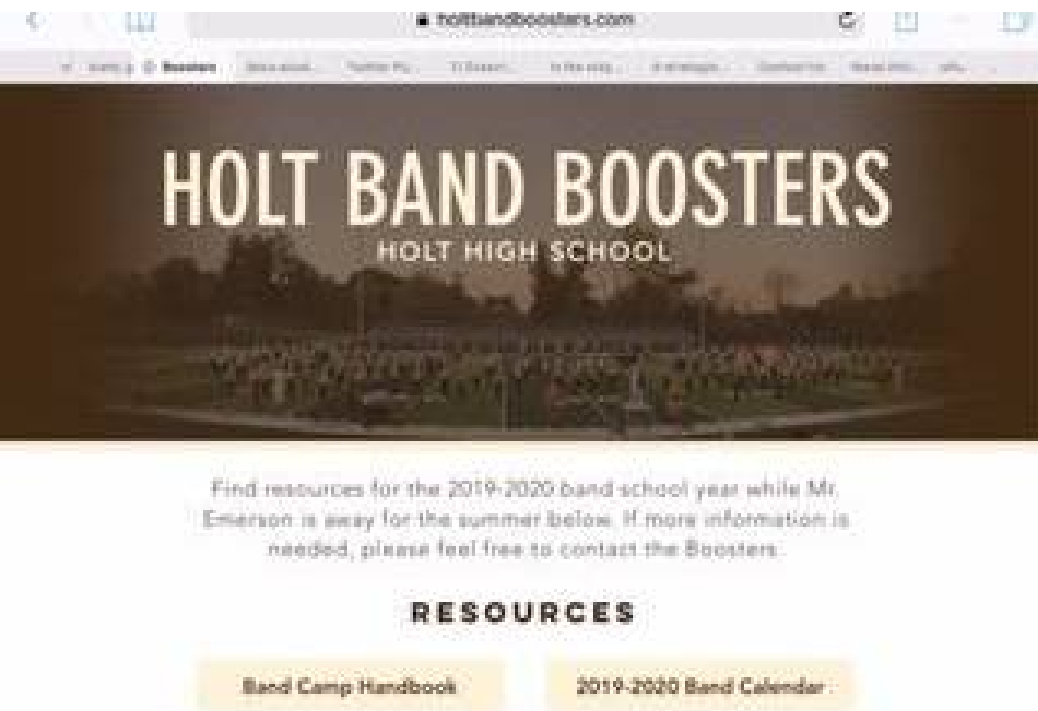 holtbandboosters.com
Boosters
HOLT BAND BOOSTERS
HOLT HIGH SCHOOL
Find resources for the 2019-2020 band school year while Mr.
Emerson is away for the summer below. If more information is
needed, please feel free to contact the Boosters.
RESOURCES
Band Camp Handbook
2019-2020 Band Calendar